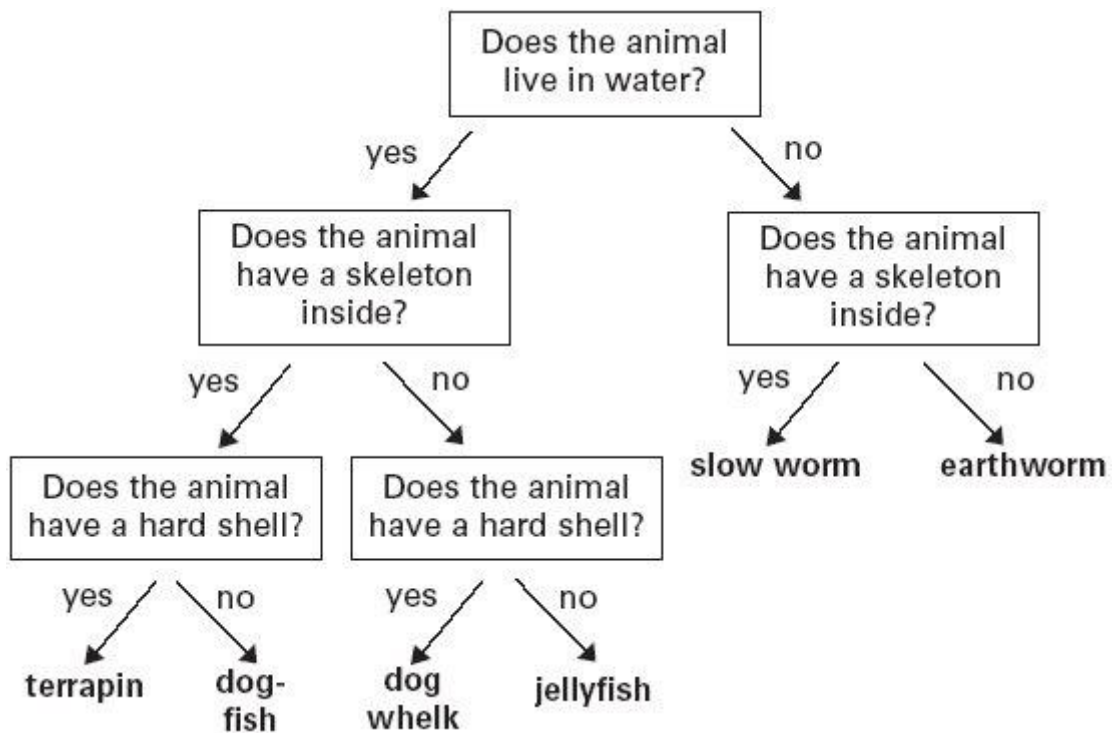 Does the animal
live in water?
yes
no
Does the animal
have a skeleton
inside?
Does the animal
have a skeleton
inside?
yes
no
yes
no
Does the animal
have a hard shell?
Does the animal
have a hard shell?
slow worm
earthworm
yes
no
yes
no
terrapin
dog-
fish
dog
whelk
jellyfish